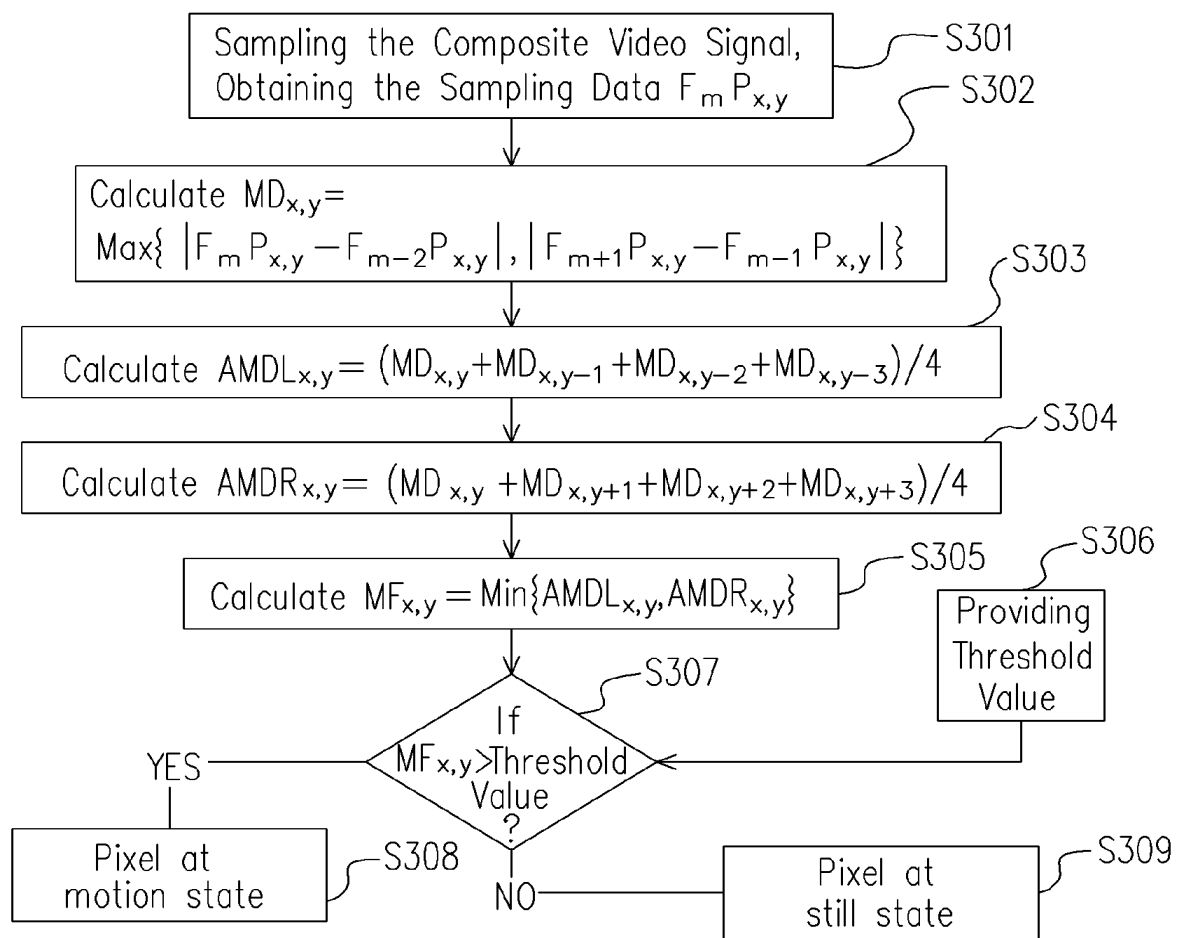 Sampling the Composite Video Signal,
Obtaining the Sampling Data FₘPx,y
S301
S302
Calculate MDx,y=
Max{ |FₘPx,y −Fₘ₋₂Px,y|,|Fₘ₊₁Px,y−Fₘ₋₁Px,y|}
S303
Calculate AMDLx,y= (MDx,y+MDx,y−1+MDx,y−2+MDx,y−3)/4
S304
Calculate AMDRx,y= (MDx,y+MDx,y+1+MDx,y+2+MDx,y+3)/4
S305
Calculate MFx,y=Min{AMDLx,y,AMDRx,y}
S306
Providing
Threshold
Value
S307
If
MFx,y>Threshold
Value
?
YES
Pixel at
motion state
S308
NO
Pixel at
still state
S309